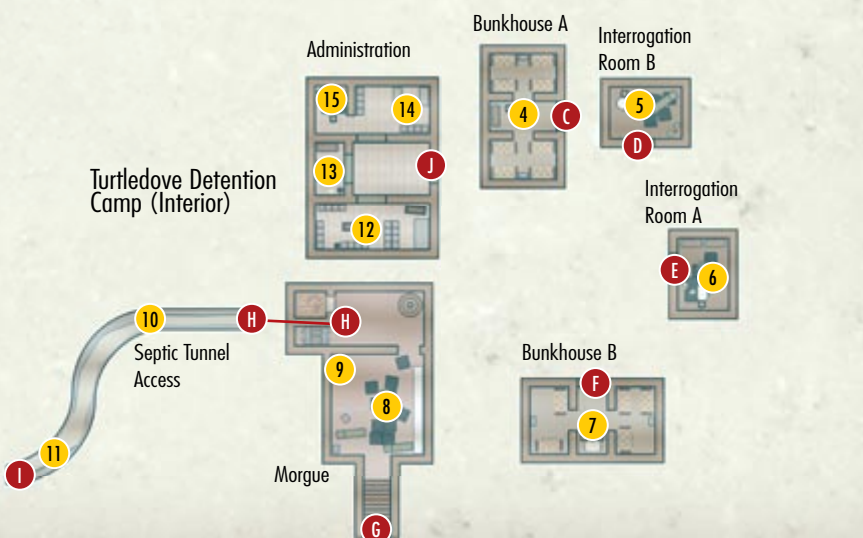 Bunkhouse A
Interrogation
Room B
Administration
15
14
4
C
5
D
J
13
Turtledove Detention
Camp (Interior)
Interrogation
Room A
12
E
6
10
H
H
Septic Tunnel
Access
9
Bunkhouse B
F
8
7
11
I
Morgue
G